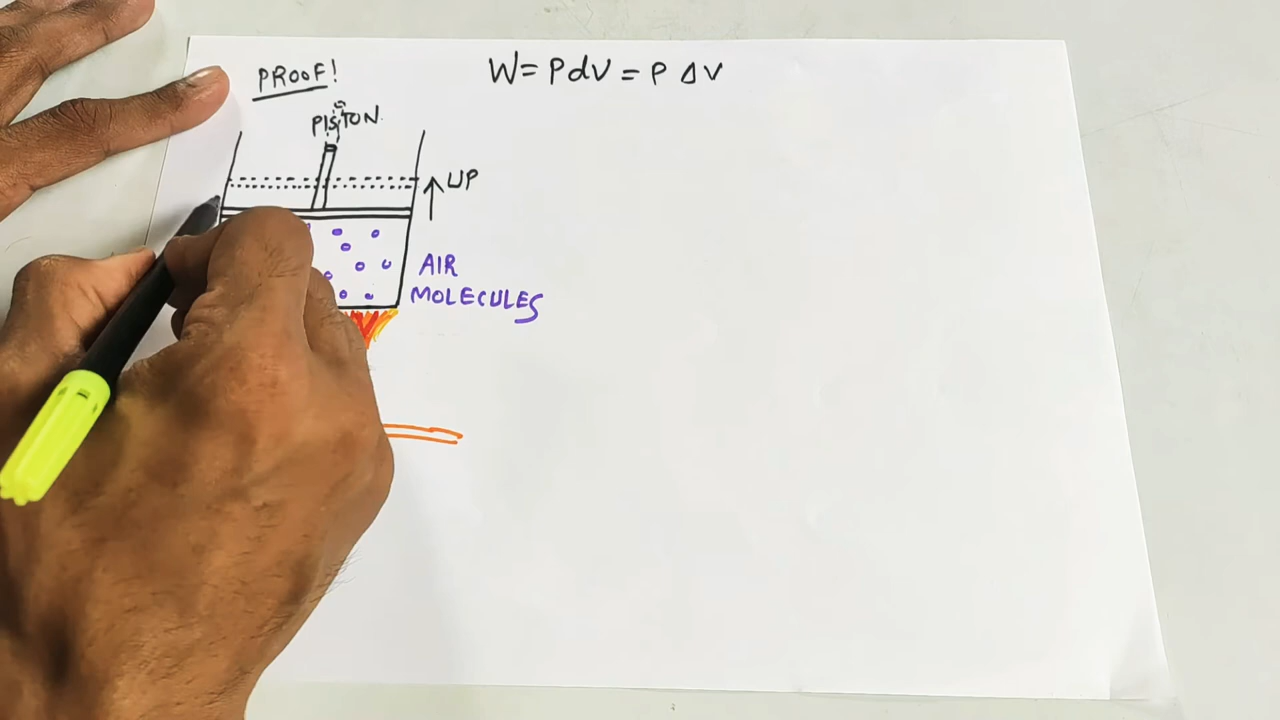 PROOF!
W= PdV = P ΔV
PISTON
UP
AIR
MOLECULES